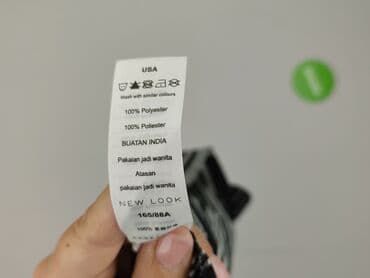 USA
Wash with similar colours
100% Polyester
100% Poliester
BUATAN INDIA
Pakaian jadi wanita
Atasan
pakaian jadi wanita
NEW LOOK
165/88A
100%